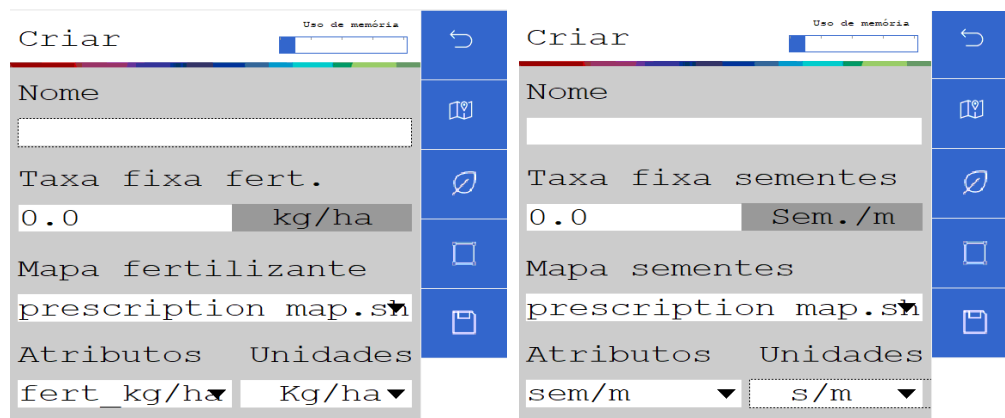 Criar
Uso de memória
Nome
Taxa fixa fert.
0.0 kg/ha
Mapa fertilizante
prescription map.sh
Atributos Unidades
fert_kg/ha Kg/ha
Criar
Uso de memória
Nome
Taxa fixa sementes
0.0 Sem./m
Mapa sementes
prescription map.sh
Atributos Unidades
sem/m s/m